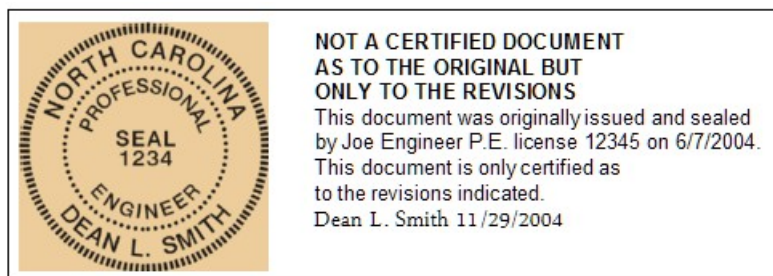 NORTH CAROLINA
PROFESSIONAL
SEAL
1234
ENGINEER
DEAN L. SMITH
NOT A CERTIFIED DOCUMENT
AS TO THE ORIGINAL BUT
ONLY TO THE REVISIONS
This document was originally issued and sealed
by Joe Engineer P.E. license 12345 on 6/7/2004.
This document is only certified as
to the revisions indicated.
Dean L. Smith 11/29/2004